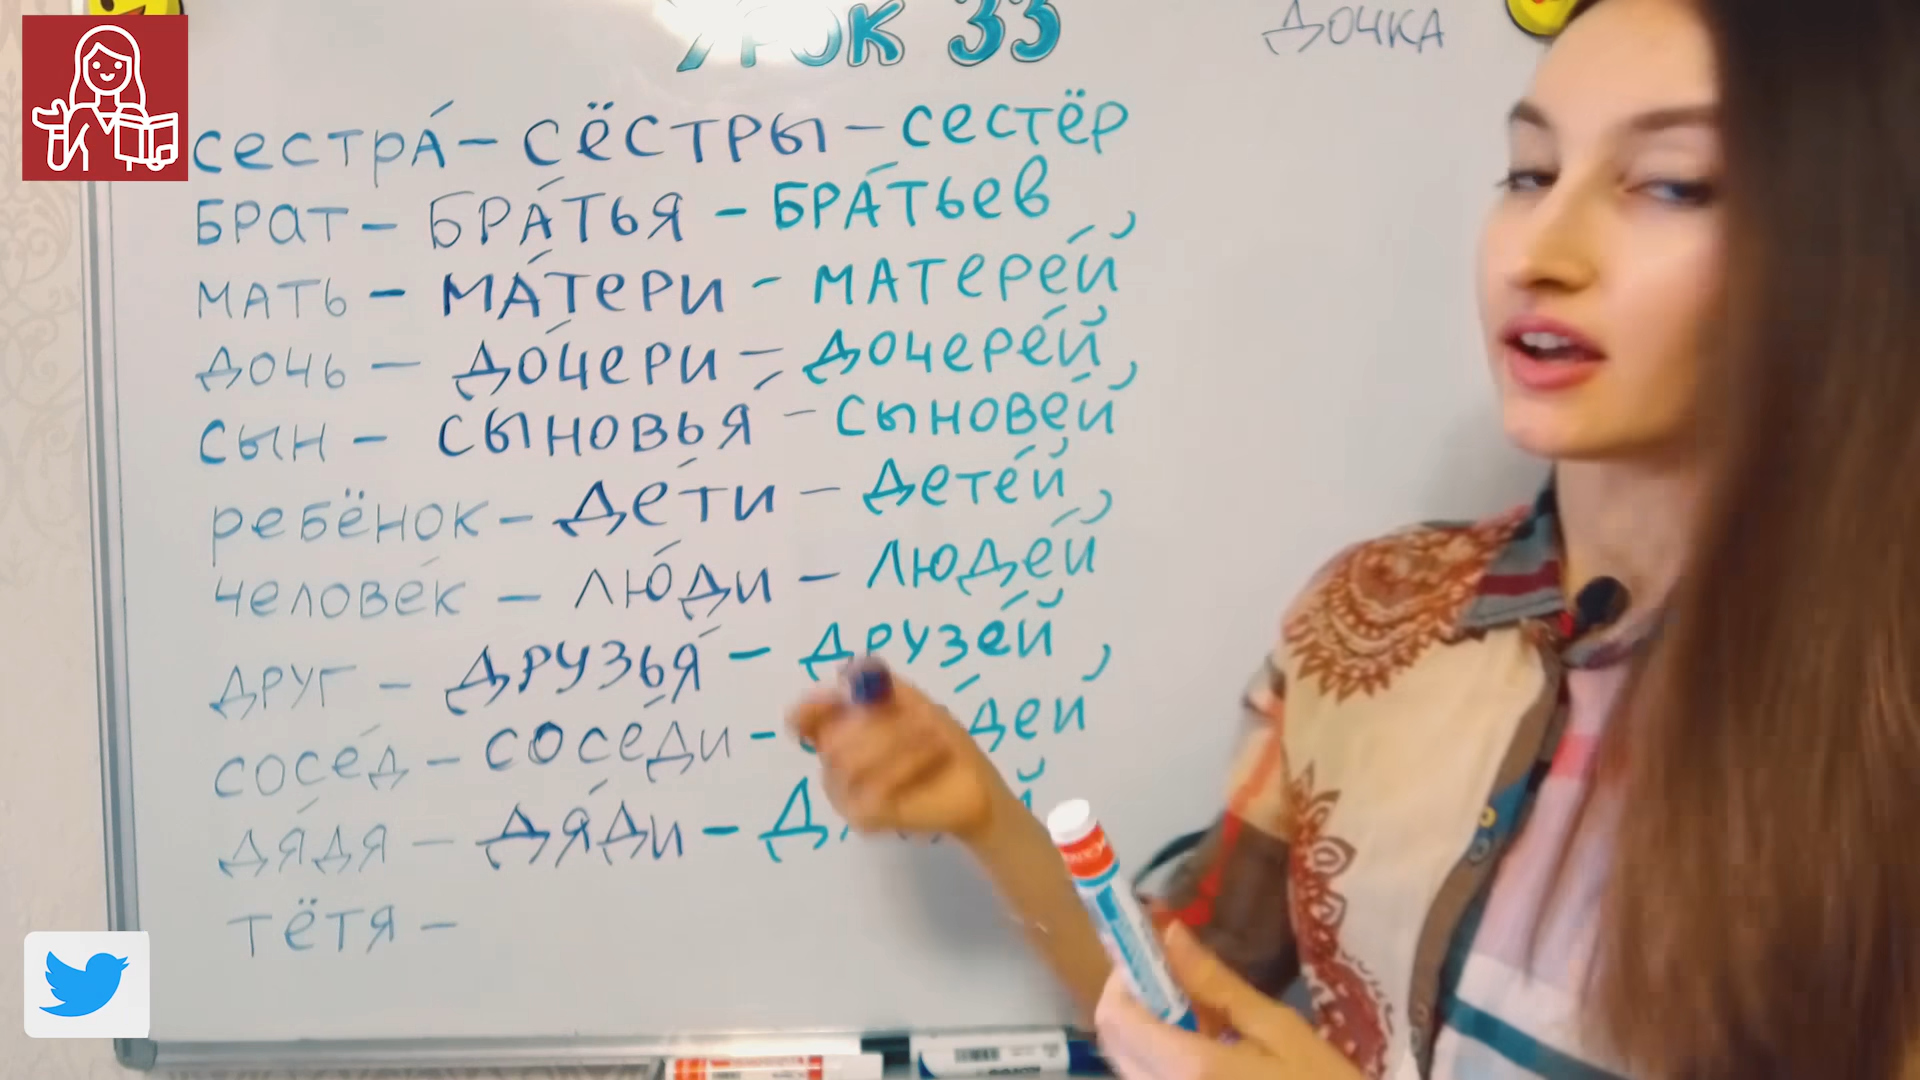 Урок 33
дочка
сестра́ – сёстры – сестёр
брат – бра́тья – бра́тьев
мать – ма́тери – матере́й,
дочь – до́чери – дочере́й,
сын – сыновья́ – сынове́й,
ребёнок – де́ти – дете́й,
челове́к – лю́ди – люде́й
друг – друзья́ – друзе́й,
сосе́д – сосе́ди –
дя́дя – дя́ди –
тётя –